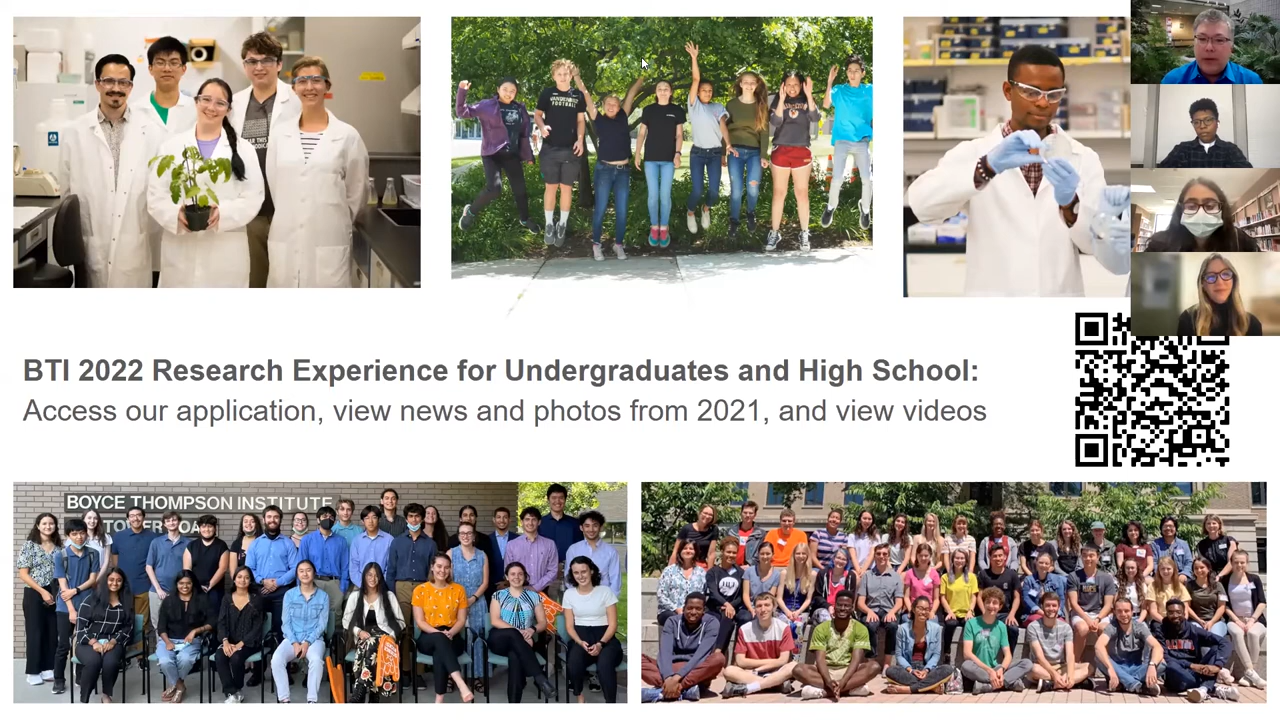 BTI 2022 Research Experience for Undergraduates and High School:
Access our application, view news and photos from 2021, and view videos
BOYCE THOMPSON INSTITUTE